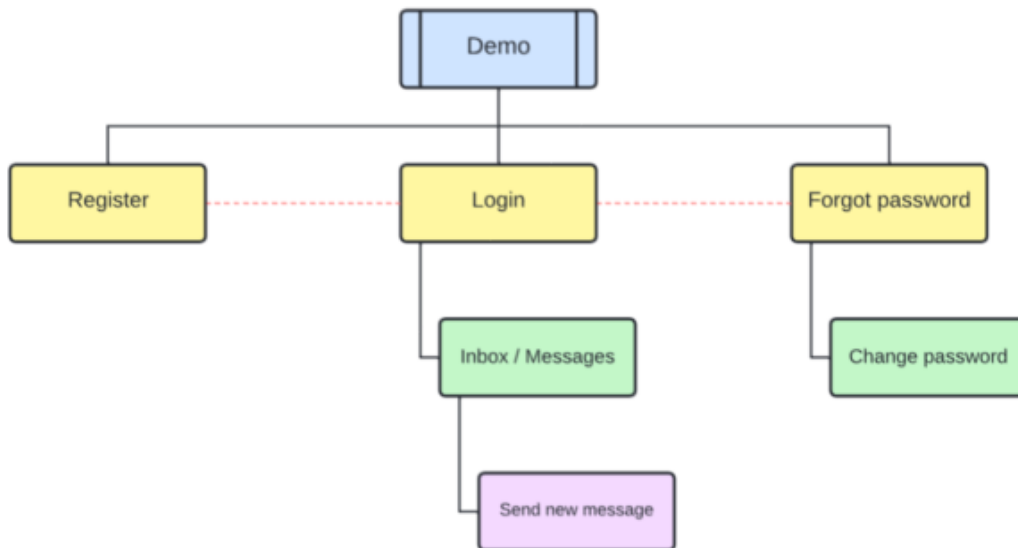 Demo
Register
Login
Forgot password
Inbox / Messages
Change password
Send new message